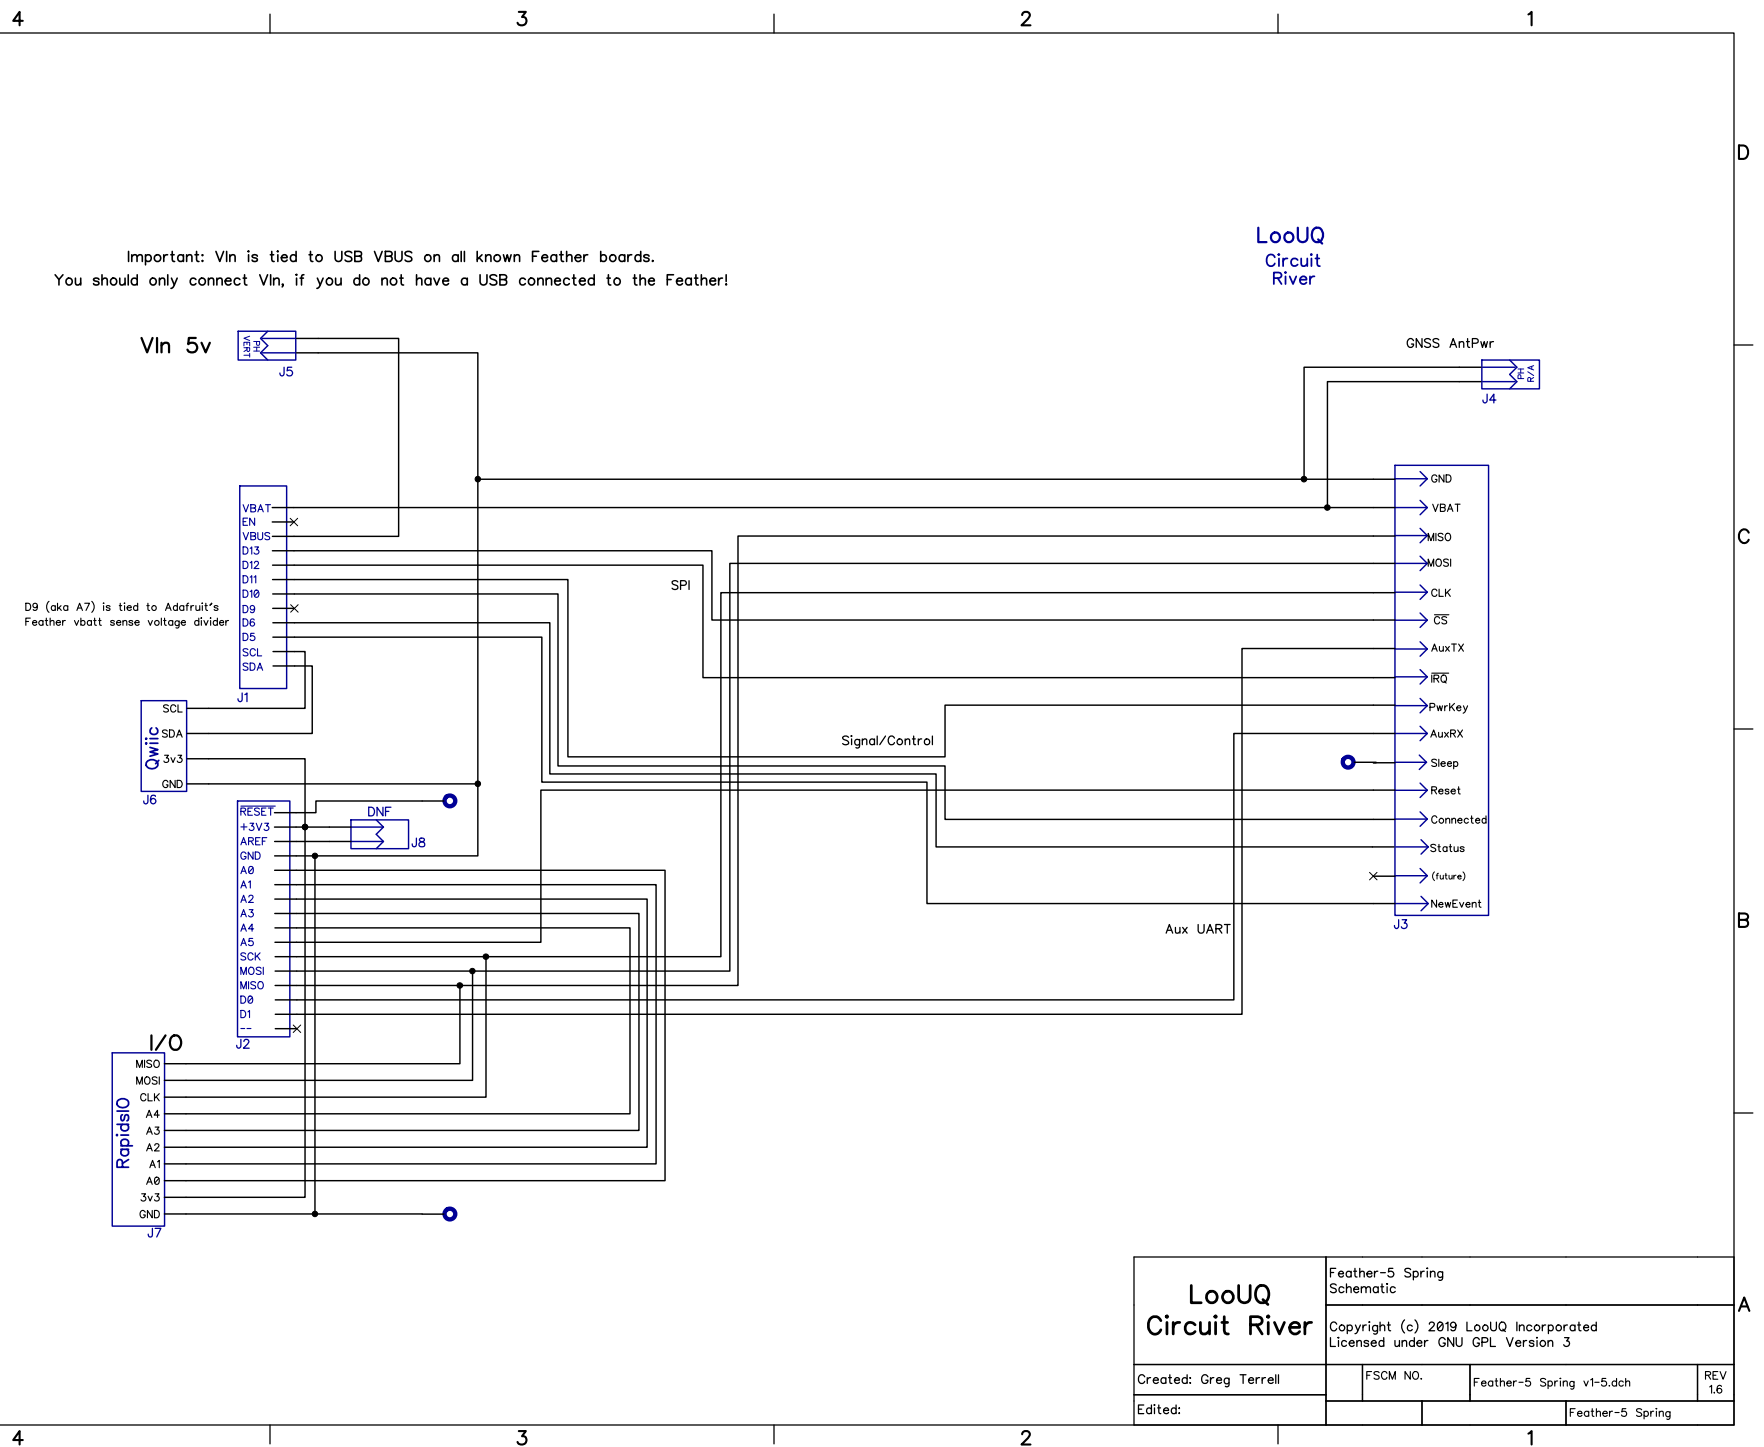 4 3 2 1
D
Important: VIn is tied to USB VBUS on all known Feather boards.
You should only connect VIn, if you do not have a USB connected to the Feather!
LooUQ
Circuit
River
VIn 5v
PH
VERT
J5
GNSS AntPwr
PH
R/A
J4
C
VBAT
EN
VBUS
D13
D12
D11
D10
D9
D6
D5
SCL
SDA
J1
D9 (aka A7) is tied to Adafruit's
Feather vbatt sense voltage divider
SPI
Signal/Control
GND
VBAT
MISO
MOSI
CLK
CS
AuxTX
IRQ
PwrKey
AuxRX
Sleep
Reset
Connected
Status
(future)
NewEvent
J3
Qwiic
SCL
SDA
3v3
GND
J6
DNF
J8
RESET
+3V3
AREF
GND
A0
A1
A2
A3
A4
A5
SCK
MOSI
MISO
D0
D1
--
J2
B
Aux UART
I/O
RapidsIO
MISO
MOSI
CLK
A4
A3
A2
A1
A0
3v3
GND
J7
A
LooUQ
Circuit River
Feather-5 Spring
Schematic
Copyright (c) 2019 LooUQ Incorporated
Licensed under GNU GPL Version 3
Created: Greg Terrell
FSCM NO.
Feather-5 Spring v1-5.dch
REV
1.6
Edited:
Feather-5 Spring
4 3 2 1